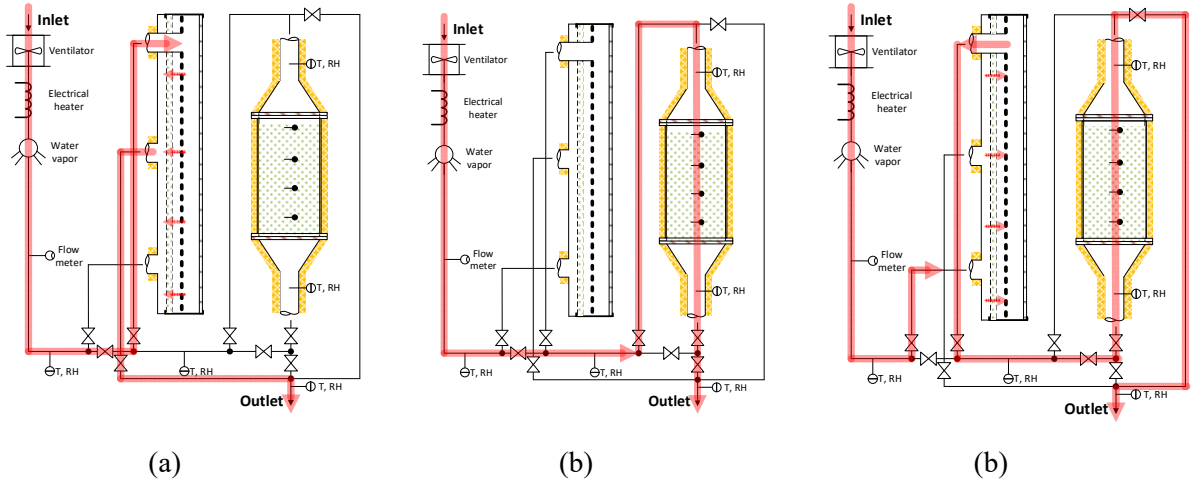 Inlet
Ventilator
Electrical
heater
Water
vapor
Flow
meter
T, RH
T, RH
T, RH
T, RH
T, RH
Outlet
(a)
Inlet
Ventilator
Electrical
heater
Water
vapor
Flow
meter
T, RH
T, RH
T, RH
T, RH
T, RH
Outlet
(b)
Inlet
Ventilator
Electrical
heater
Water
vapor
Flow
meter
T, RH
T, RH
T, RH
T, RH
T, RH
Outlet
(b)